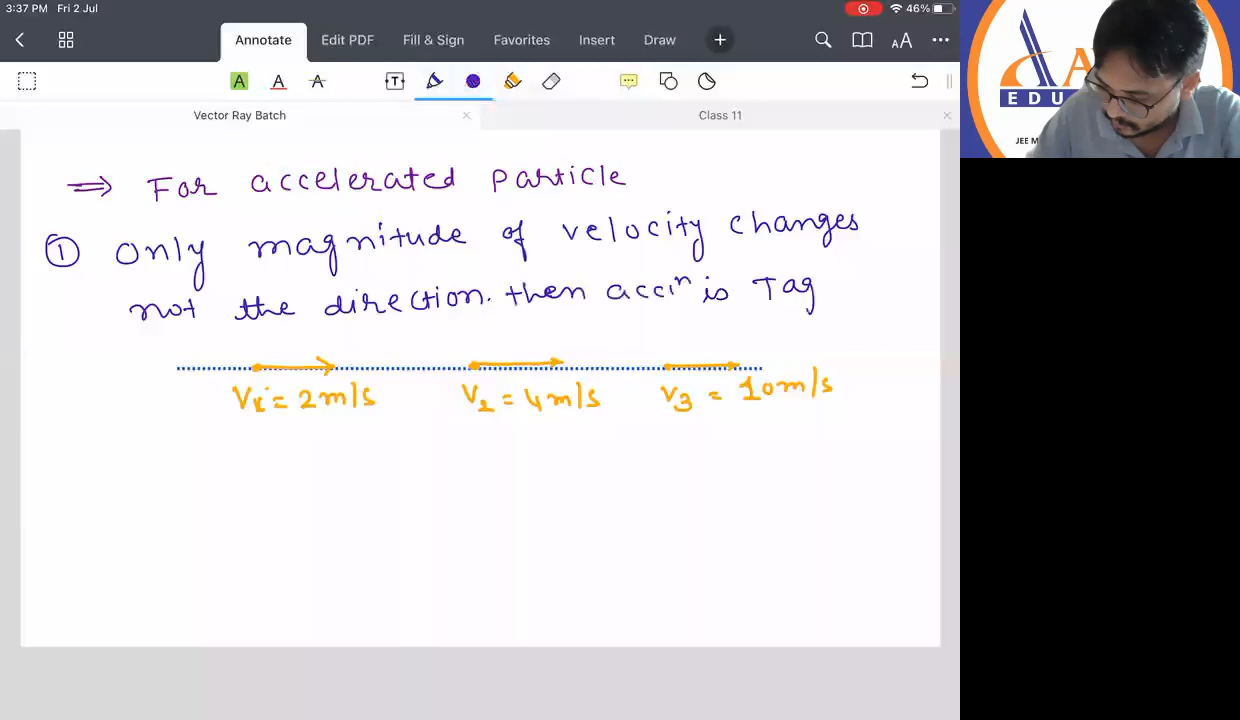 3:37 PM Fri 2 Jul
46%
Annotate Edit PDF Fill & Sign Favorites Insert Draw
Vector Ray Batch
Class 11
⇒ For accelerated particle
① Only magnitude of velocity changes
not the direction. then accⁿ is Tag
V₁ = 2m/s V₂ = 4m/s V₃ = 10m/s
A
EDU
JEE M